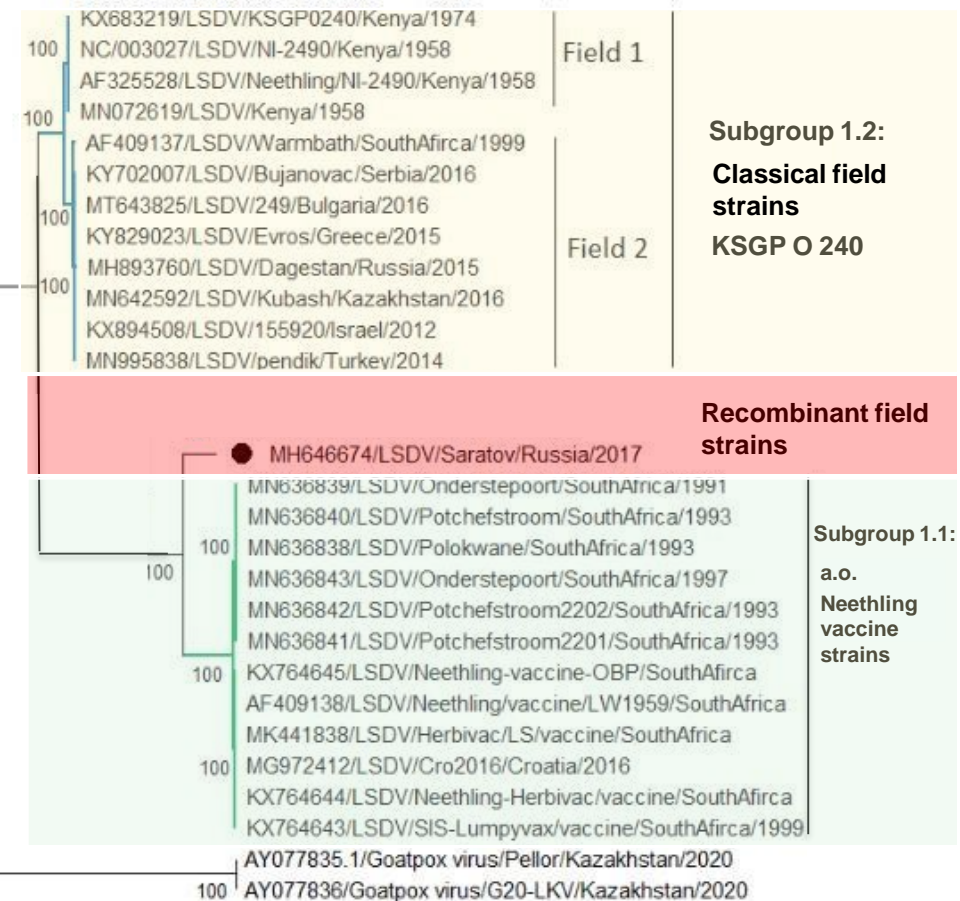 KX683219/LSDV/KSGP0240/Kenya/1974
100
NC/003027/LSDV/NI-2490/Kenya/1958
Field 1
AF325528/LSDV/Neethling/NI-2490/Kenya/1958
100
MN072619/LSDV/Kenya/1958
AF409137/LSDV/Warmbath/SouthAfirca/1999
Subgroup 1.2:
KY702007/LSDV/Bujanovac/Serbia/2016
Classical field
strains
MT643825/LSDV/249/Bulgaria/2016
100
KY829023/LSDV/Evros/Greece/2015
Field 2
KSGP O 240
MH893760/LSDV/Dagestan/Russia/2015
100
MN642592/LSDV/Kubash/Kazakhstan/2016
KX894508/LSDV/155920/Israel/2012
MN995838/LSDV/pendik/Turkey/2014
Recombinant field
strains
MH646674/LSDV/Saratov/Russia/2017
MN636839/LSDV/Onderstepoort/SouthAfrica/1991
MN636840/LSDV/Potchefstroom/SouthAfrica/1993
Subgroup 1.1:
100
MN636838/LSDV/Polokwane/SouthAfrica/1993
100
MN636843/LSDV/Onderstepoort/SouthAfrica/1997
a.o.
Neethling
vaccine
strains
MN636842/LSDV/Potchefstroom2202/SouthAfrica/1993
MN636841/LSDV/Potchefstroom2201/SouthAfrica/1993
100
KX764645/LSDV/Neethling-vaccine-OBP/SouthAfirca
AF409138/LSDV/Neethling/vaccine/LW1959/SouthAfrica
MK441838/LSDV/Herbivac/LS/vaccine/SouthAfrica
100
MG972412/LSDV/Cro2016/Croatia/2016
KX764644/LSDV/Neethling-Herbivac/vaccine/SouthAfirca
KX764643/LSDV/SIS-Lumpyvax/vaccine/SouthAfirca/1999
AY077835.1/Goatpox virus/Pellor/Kazakhstan/2020
100
AY077836/Goatpox virus/G20-LKV/Kazakhstan/2020